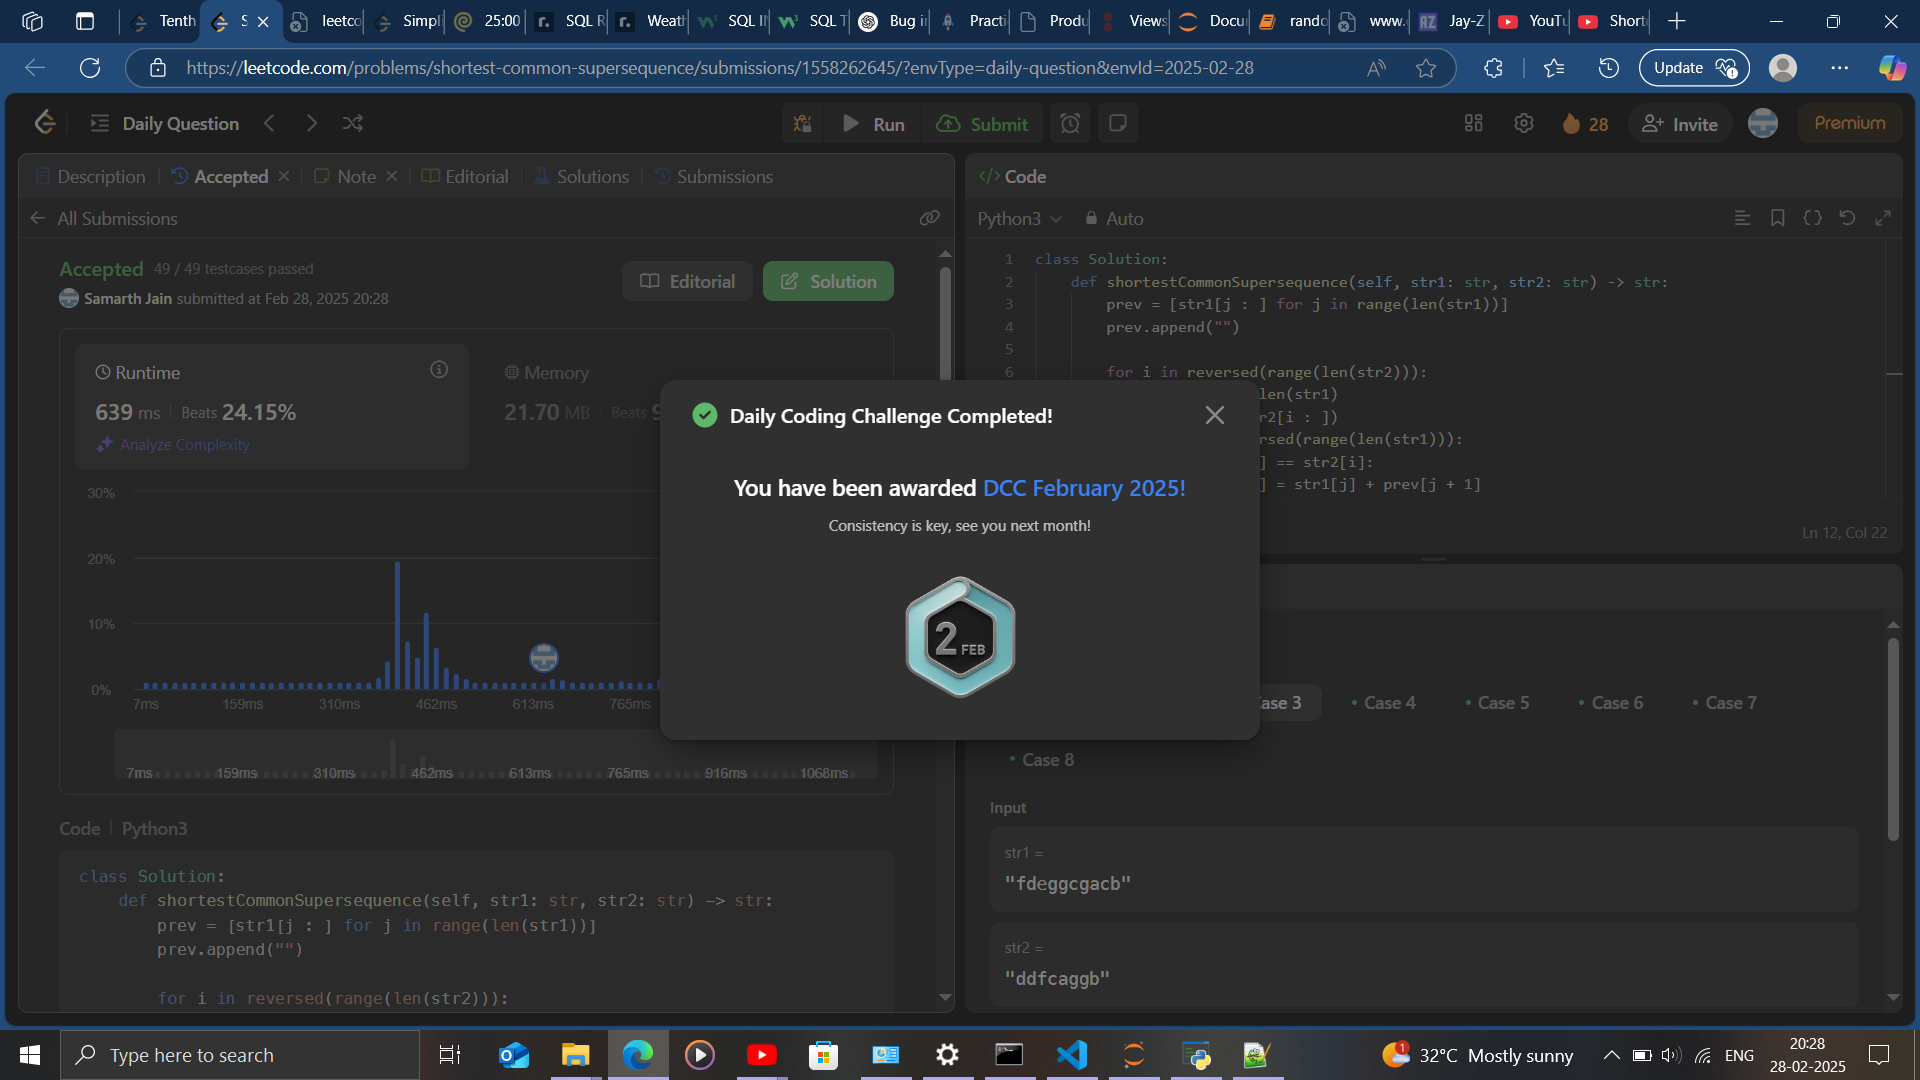 Tenth
S
leetco
Simpli
25:00
SQL R
Weath
SQL IN
SQL T
Bug in
Practi
Produ
Views
Docur
rando
www.
Jay-Z
YouTu
Short
https://leetcode.com/problems/shortest-common-supersequence/submissions/1558262645/?envType=daily-question&envId=2025-02-28
Update
Daily Question
Run
Submit
28
Invite
Premium
Description
Accepted
Note
Editorial
Solutions
Submissions
All Submissions
Accepted 49 / 49 testcases passed
Samarth Jain submitted at Feb 28, 2025 20:28
Editorial
Solution
Runtime
639 ms Beats 24.15%
Analyze Complexity
Memory
21.70 MB Beats
30%
20%
10%
0%
7ms 159ms 310ms 462ms 613ms 765ms
7ms 159ms 310ms 462ms 613ms 765ms 916ms 1068ms
Code Python3
class Solution:
def shortestCommonSupersequence(self, str1: str, str2: str) -> str:
prev = [str1[j : ] for j in range(len(str1))]
prev.append("")
for i in reversed(range(len(str2))):
Daily Coding Challenge Completed!
You have been awarded DCC February 2025!
Consistency is key, see you next month!
2 FEB
</> Code
Python3
Auto
1 class Solution:
2 def shortestCommonSupersequence(self, str1: str, str2: str) -> str:
3 prev = [str1[j : ] for j in range(len(str1))]
4 prev.append("")
5
6 for i in reversed(range(len(str2))):
len(str1)
r2[i : ])
rsed(range(len(str1))):
] == str2[i]:
] = str1[j] + prev[j + 1]
Ln 12, Col 22
Case 3
Case 4
Case 5
Case 6
Case 7
Case 8
Input
str1 =
"fdeggcgacb"
str2 =
"ddfcaggb"
Type here to search
1
32°C Mostly sunny
ENG
20:28
28-02-2025